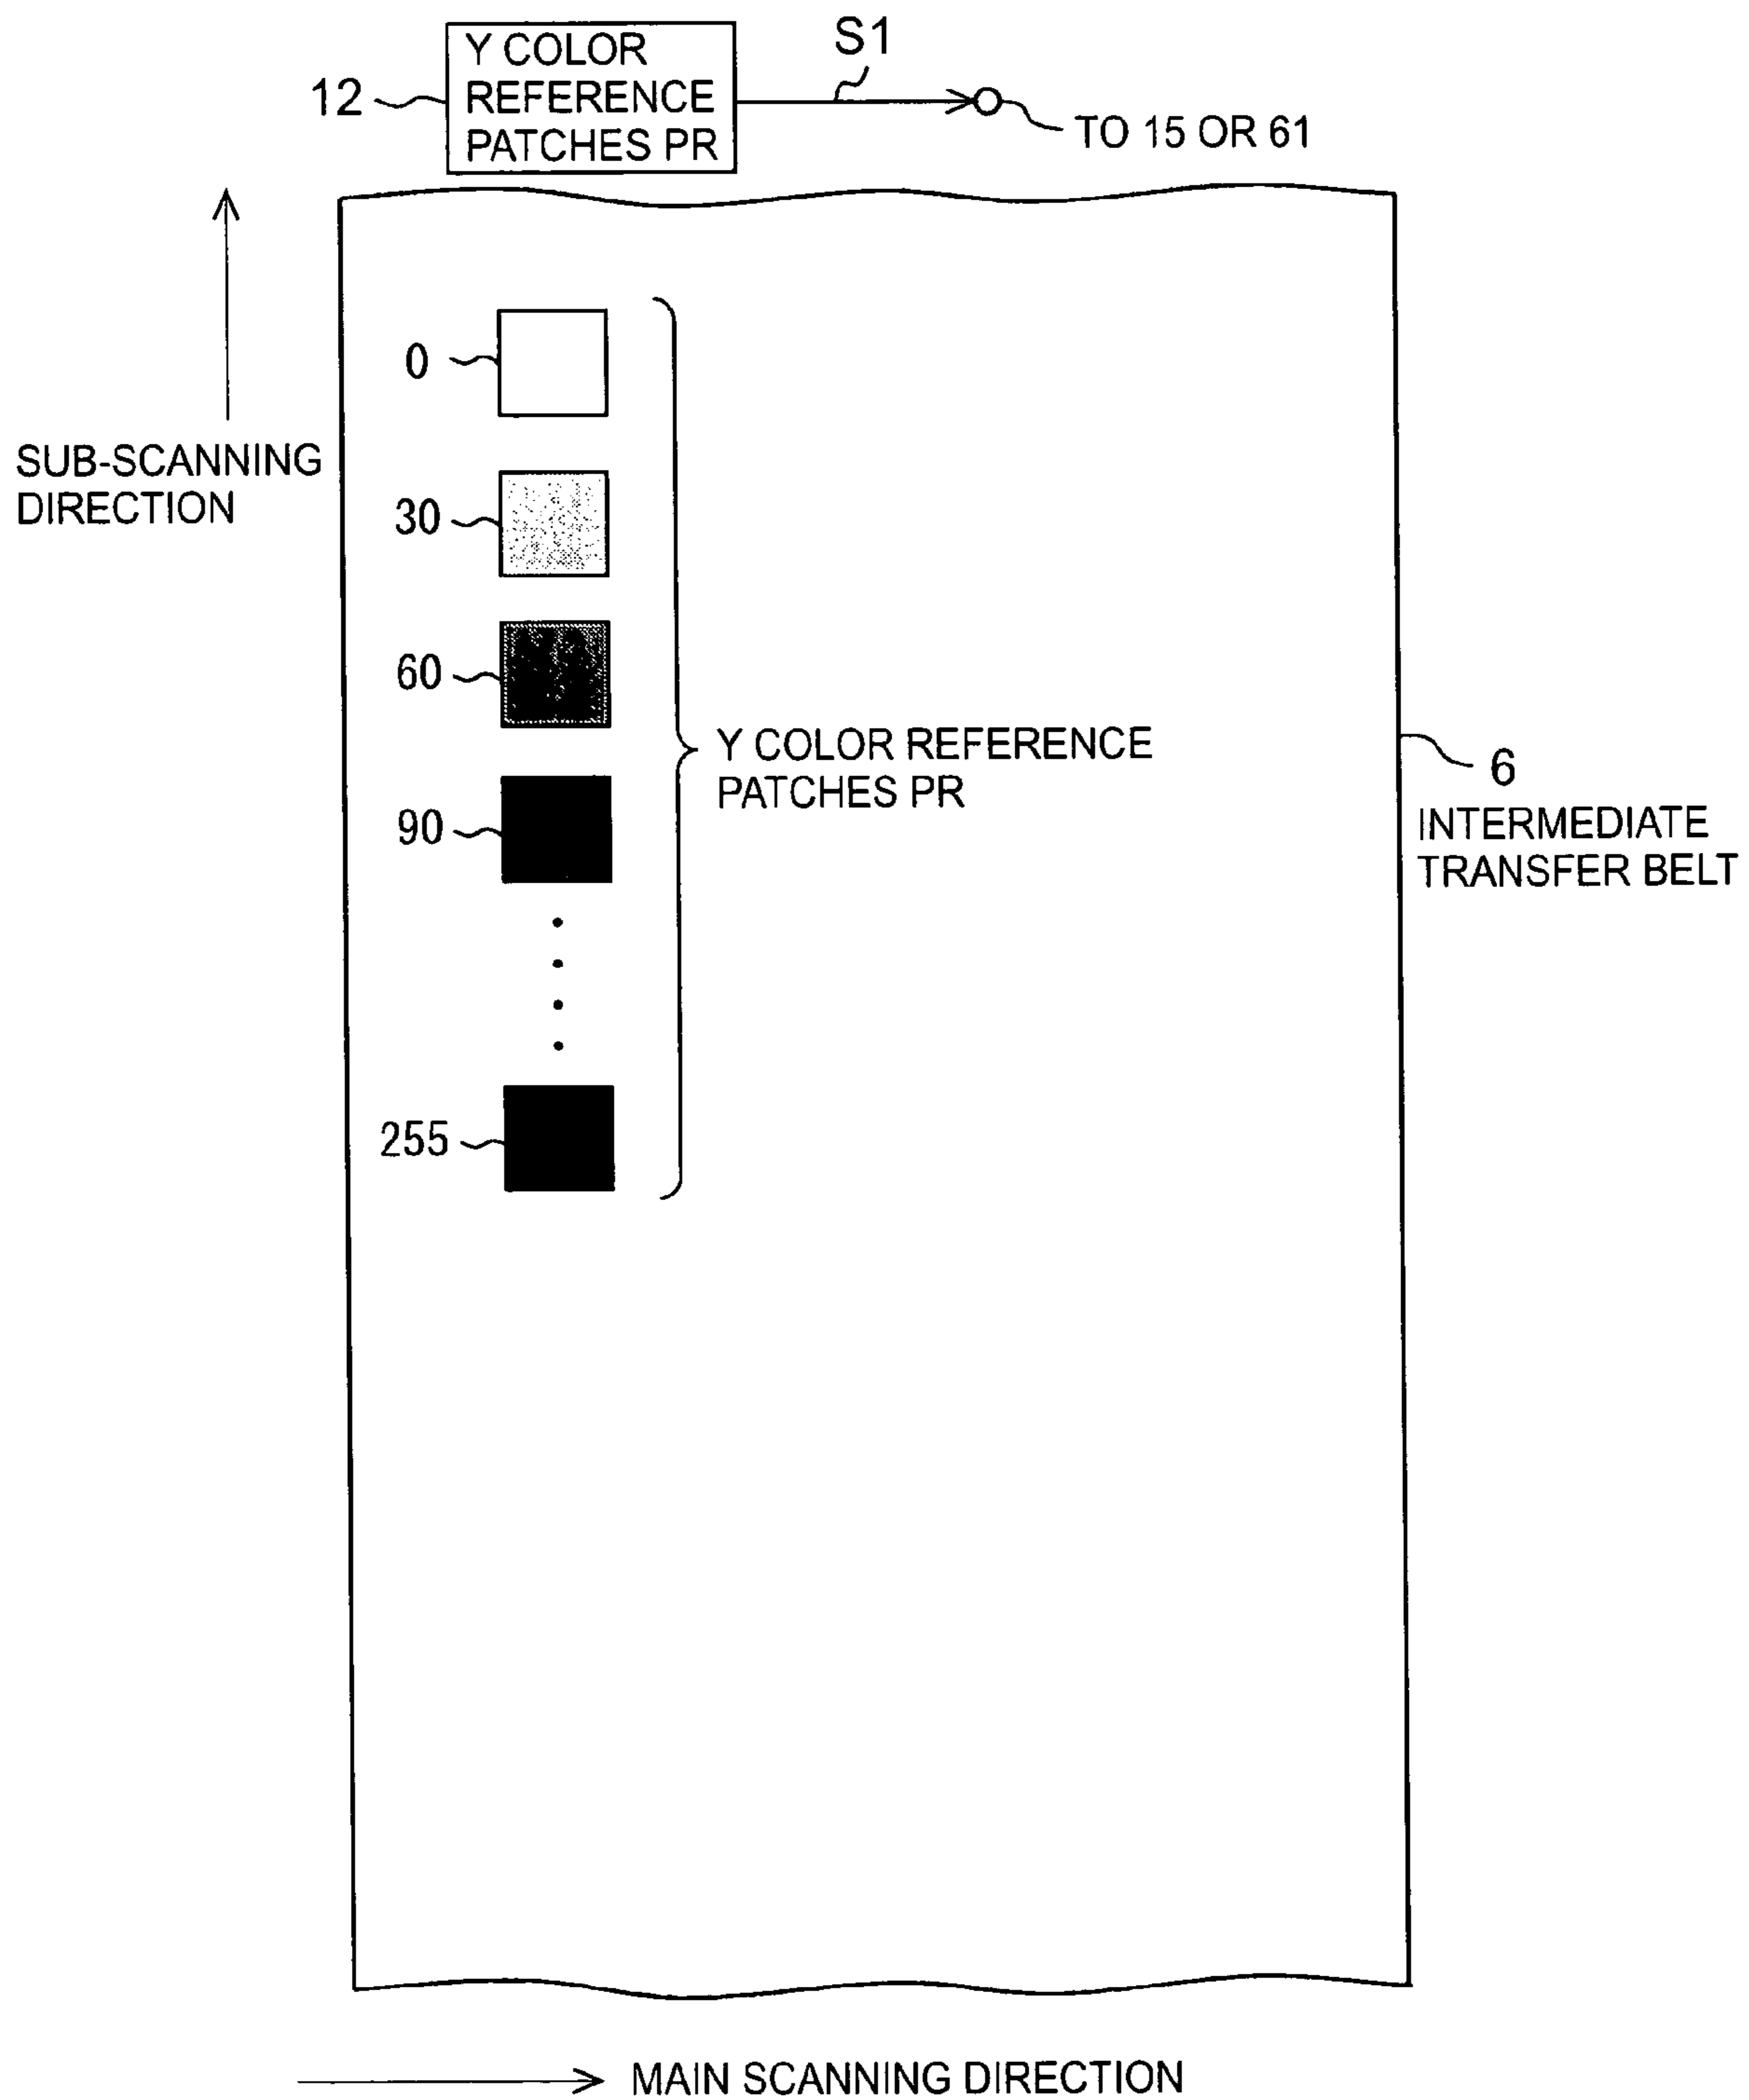 S1
12
Y COLOR
REFERENCE
PATCHES PR
TO 15 OR 61
0
SUB-SCANNING
DIRECTION
30
60
Y COLOR REFERENCE
PATCHES PR
6
INTERMEDIATE
TRANSFER BELT
90
255
MAIN SCANNING DIRECTION